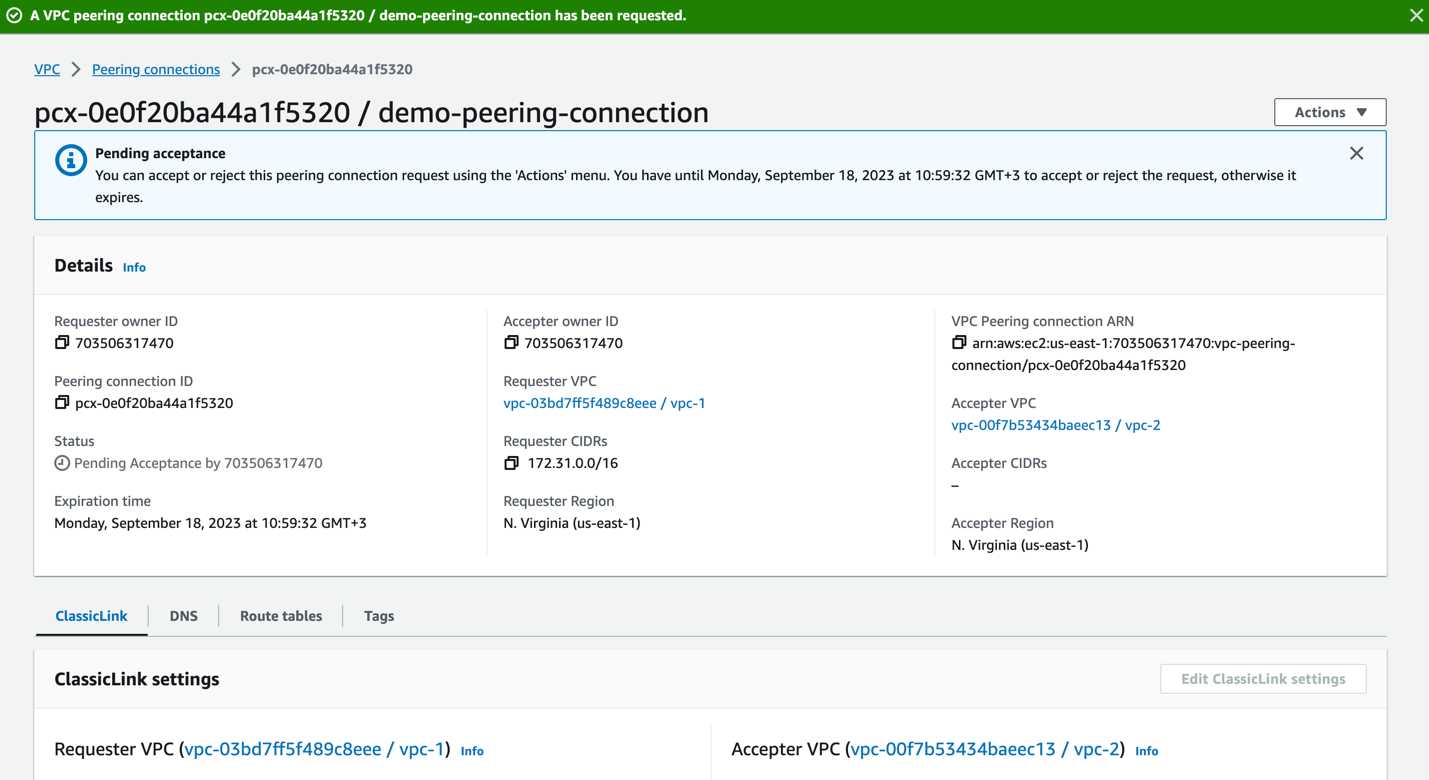 A VPC peering connection pcx-0e0f20ba44a1f5320 / demo-peering-connection has been requested.
VPC > Peering connections > pcx-0e0f20ba44a1f5320
pcx-0e0f20ba44a1f5320 / demo-peering-connection
Actions ▼
Pending acceptance
You can accept or reject this peering connection request using the 'Actions' menu. You have until Monday, September 18, 2023 at 10:59:32 GMT+3 to accept or reject the request, otherwise it
expires.
Details Info
Requester owner ID
703506317470
Peering connection ID
pcx-0e0f20ba44a1f5320
Status
Pending Acceptance by 703506317470
Expiration time
Monday, September 18, 2023 at 10:59:32 GMT+3
Accepter owner ID
703506317470
Requester VPC
vpc-03bd7ff5f489c8eee / vpc-1
Requester CIDRs
172.31.0.0/16
Requester Region
N. Virginia (us-east-1)
VPC Peering connection ARN
arn:aws:ec2:us-east-1:703506317470:vpc-peering-
connection/pcx-0e0f20ba44a1f5320
Accepter VPC
vpc-00f7b53434baeec13 / vpc-2
Accepter CIDRs
–
Accepter Region
N. Virginia (us-east-1)
ClassicLink DNS Route tables Tags
ClassicLink settings
Edit ClassicLink settings
Requester VPC (vpc-03bd7ff5f489c8eee / vpc-1) Info
Accepter VPC (vpc-00f7b53434baeec13 / vpc-2) Info